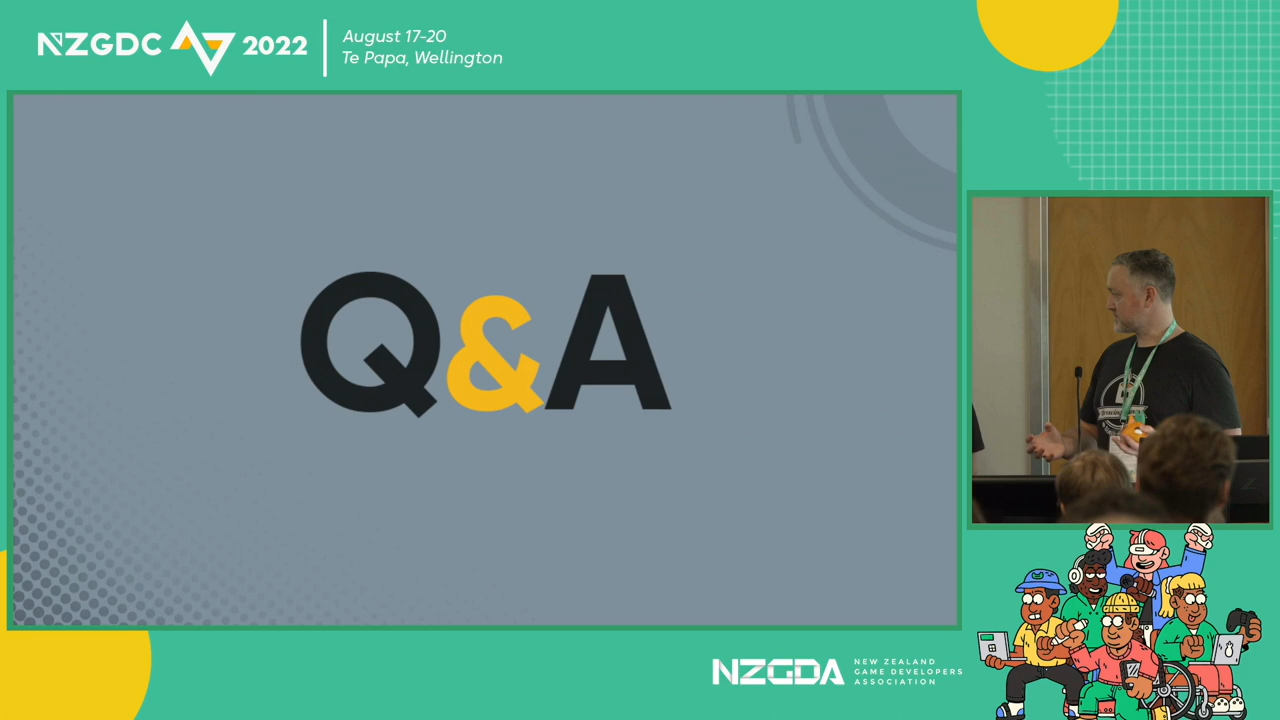 NZGDC
2022
August 17-20
Te Papa, Wellington
Q&A
NZGDA
NEW ZEALAND
GAME DEVELOPERS
ASSOCIATION